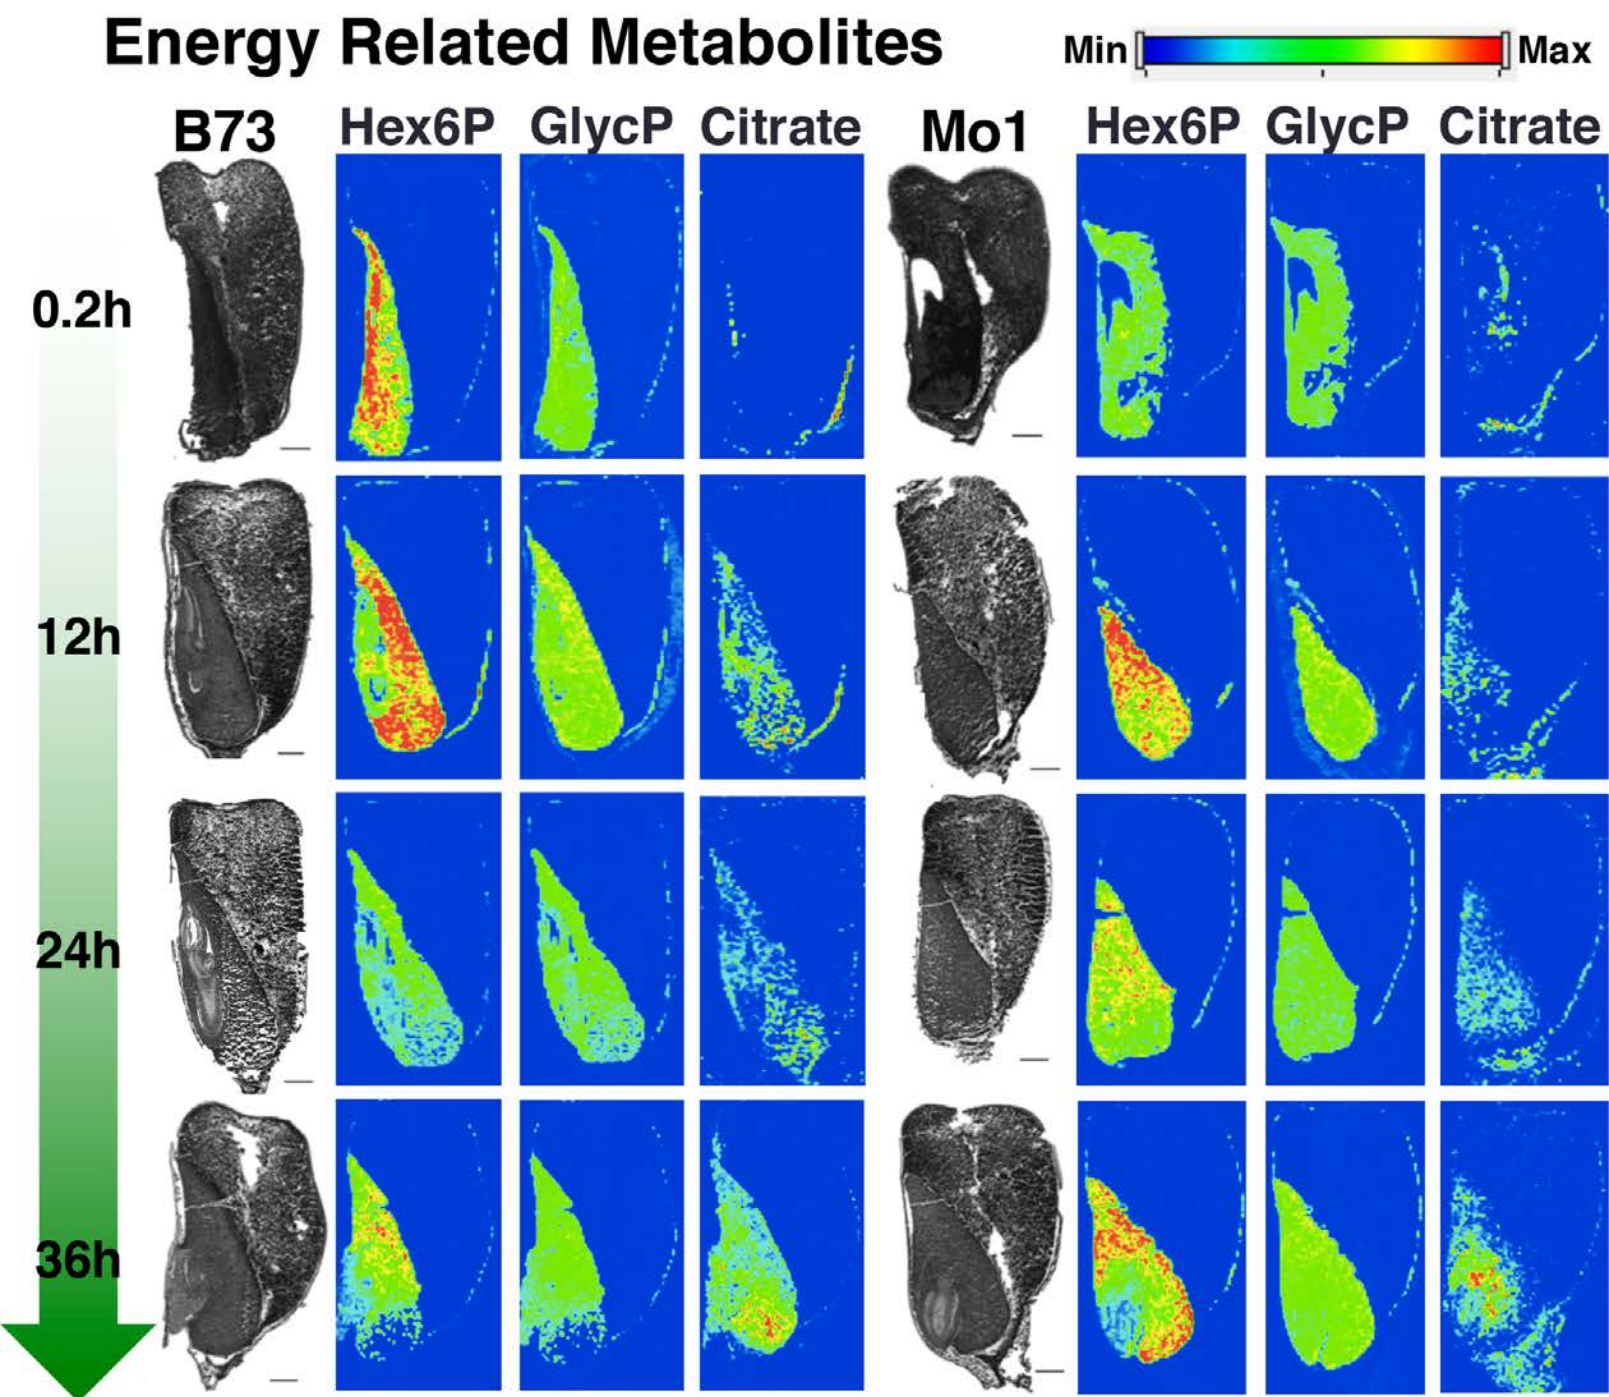 Energy Related Metabolites
Min Max
B73 Hex6P GlycP Citrate Mo1 Hex6P GlycP Citrate
0.2h
12h
24h
36h